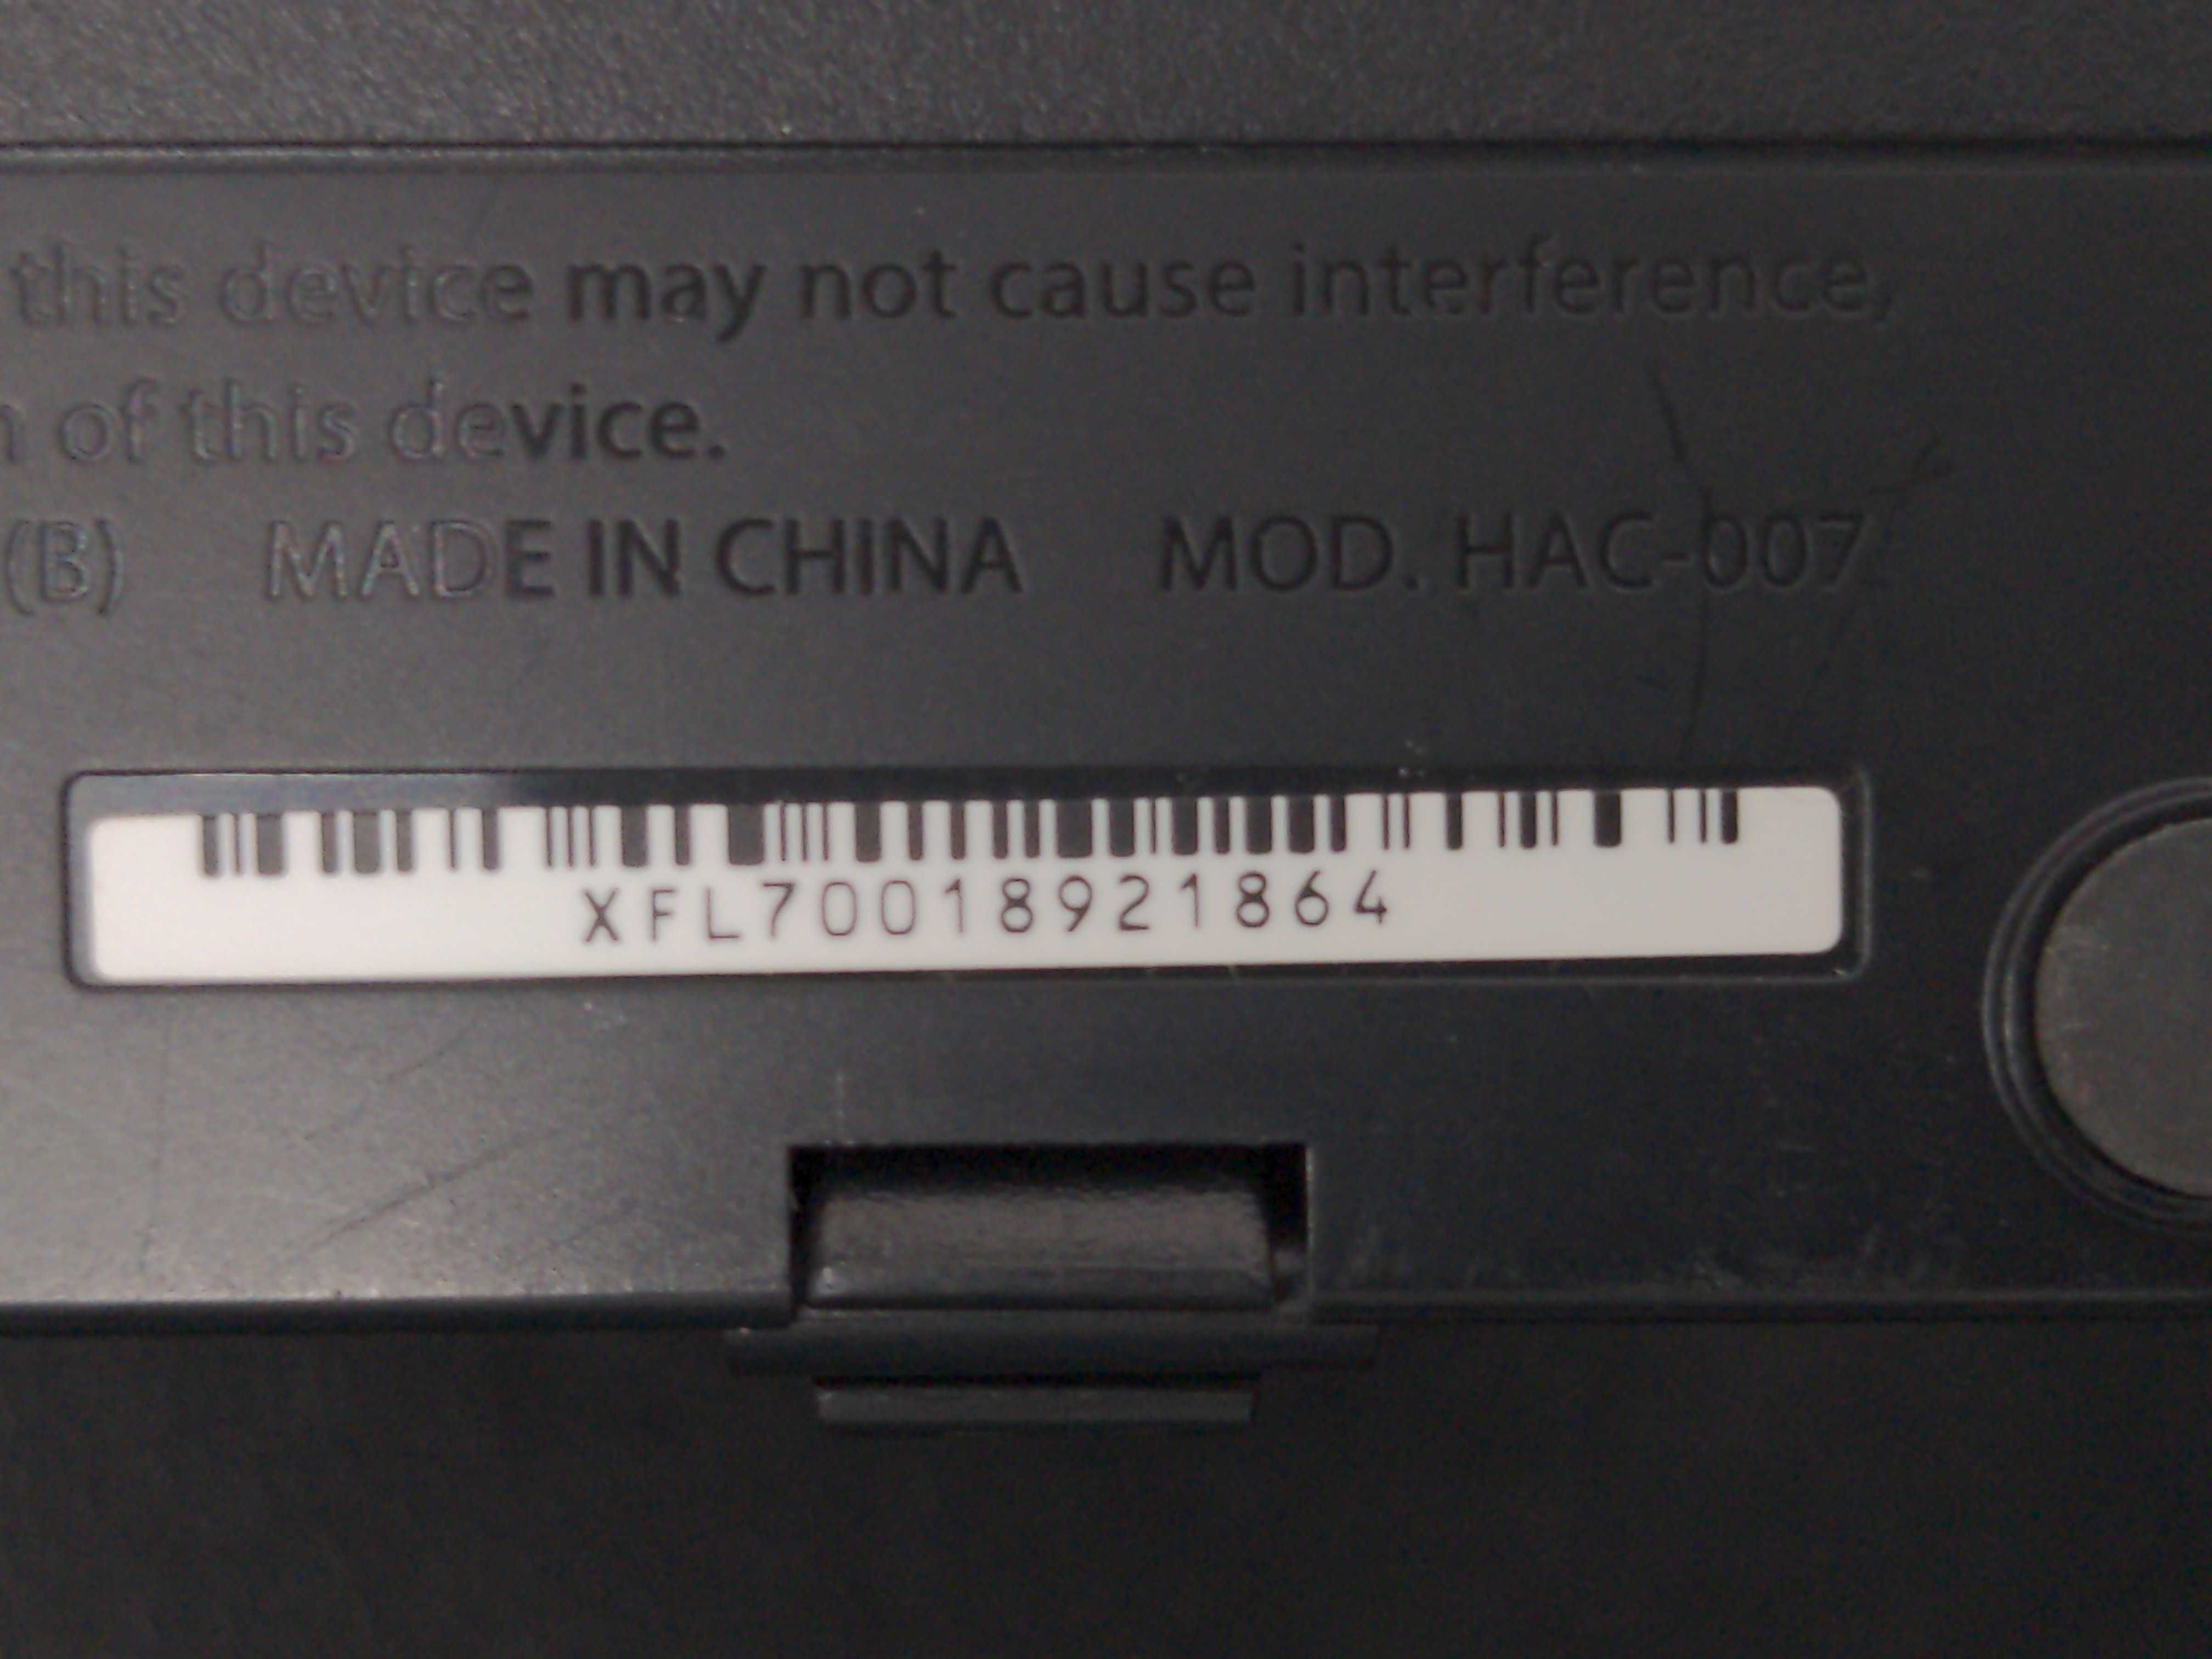 this device may not cause interference,
n of this device.
(B) MADE IN CHINA MOD. HAC-007
XFL70018921864